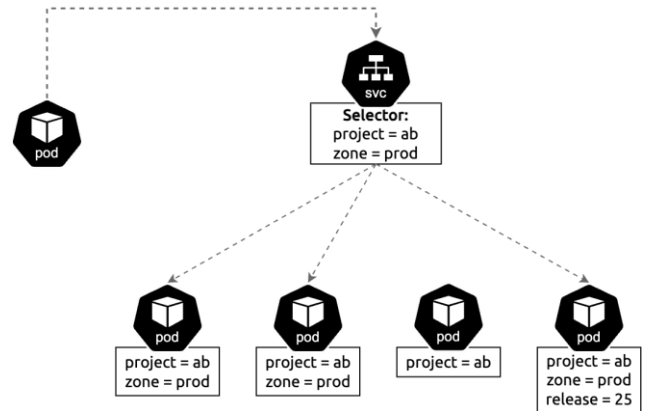 svc
Selector:
project = ab
zone = prod
pod
pod
project = ab
zone = prod
pod
project = ab
zone = prod
pod
project = ab
pod
project = ab
zone = prod
release = 25